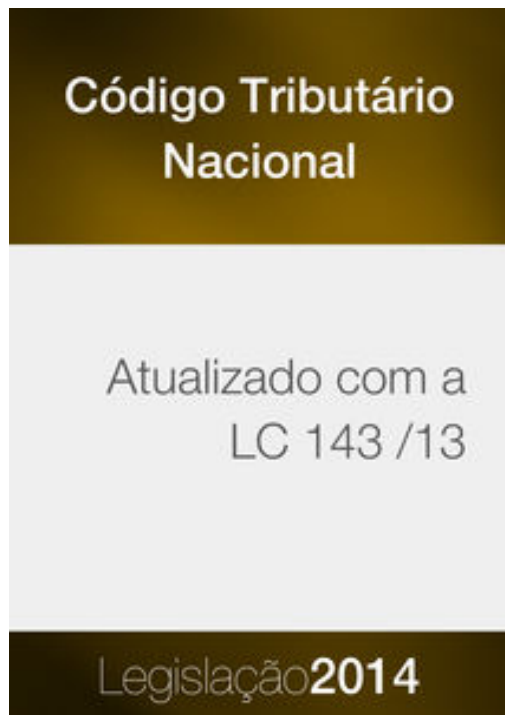 Código Tributário
Nacional
Atualizado com a
LC 143 /13
Legislação2014